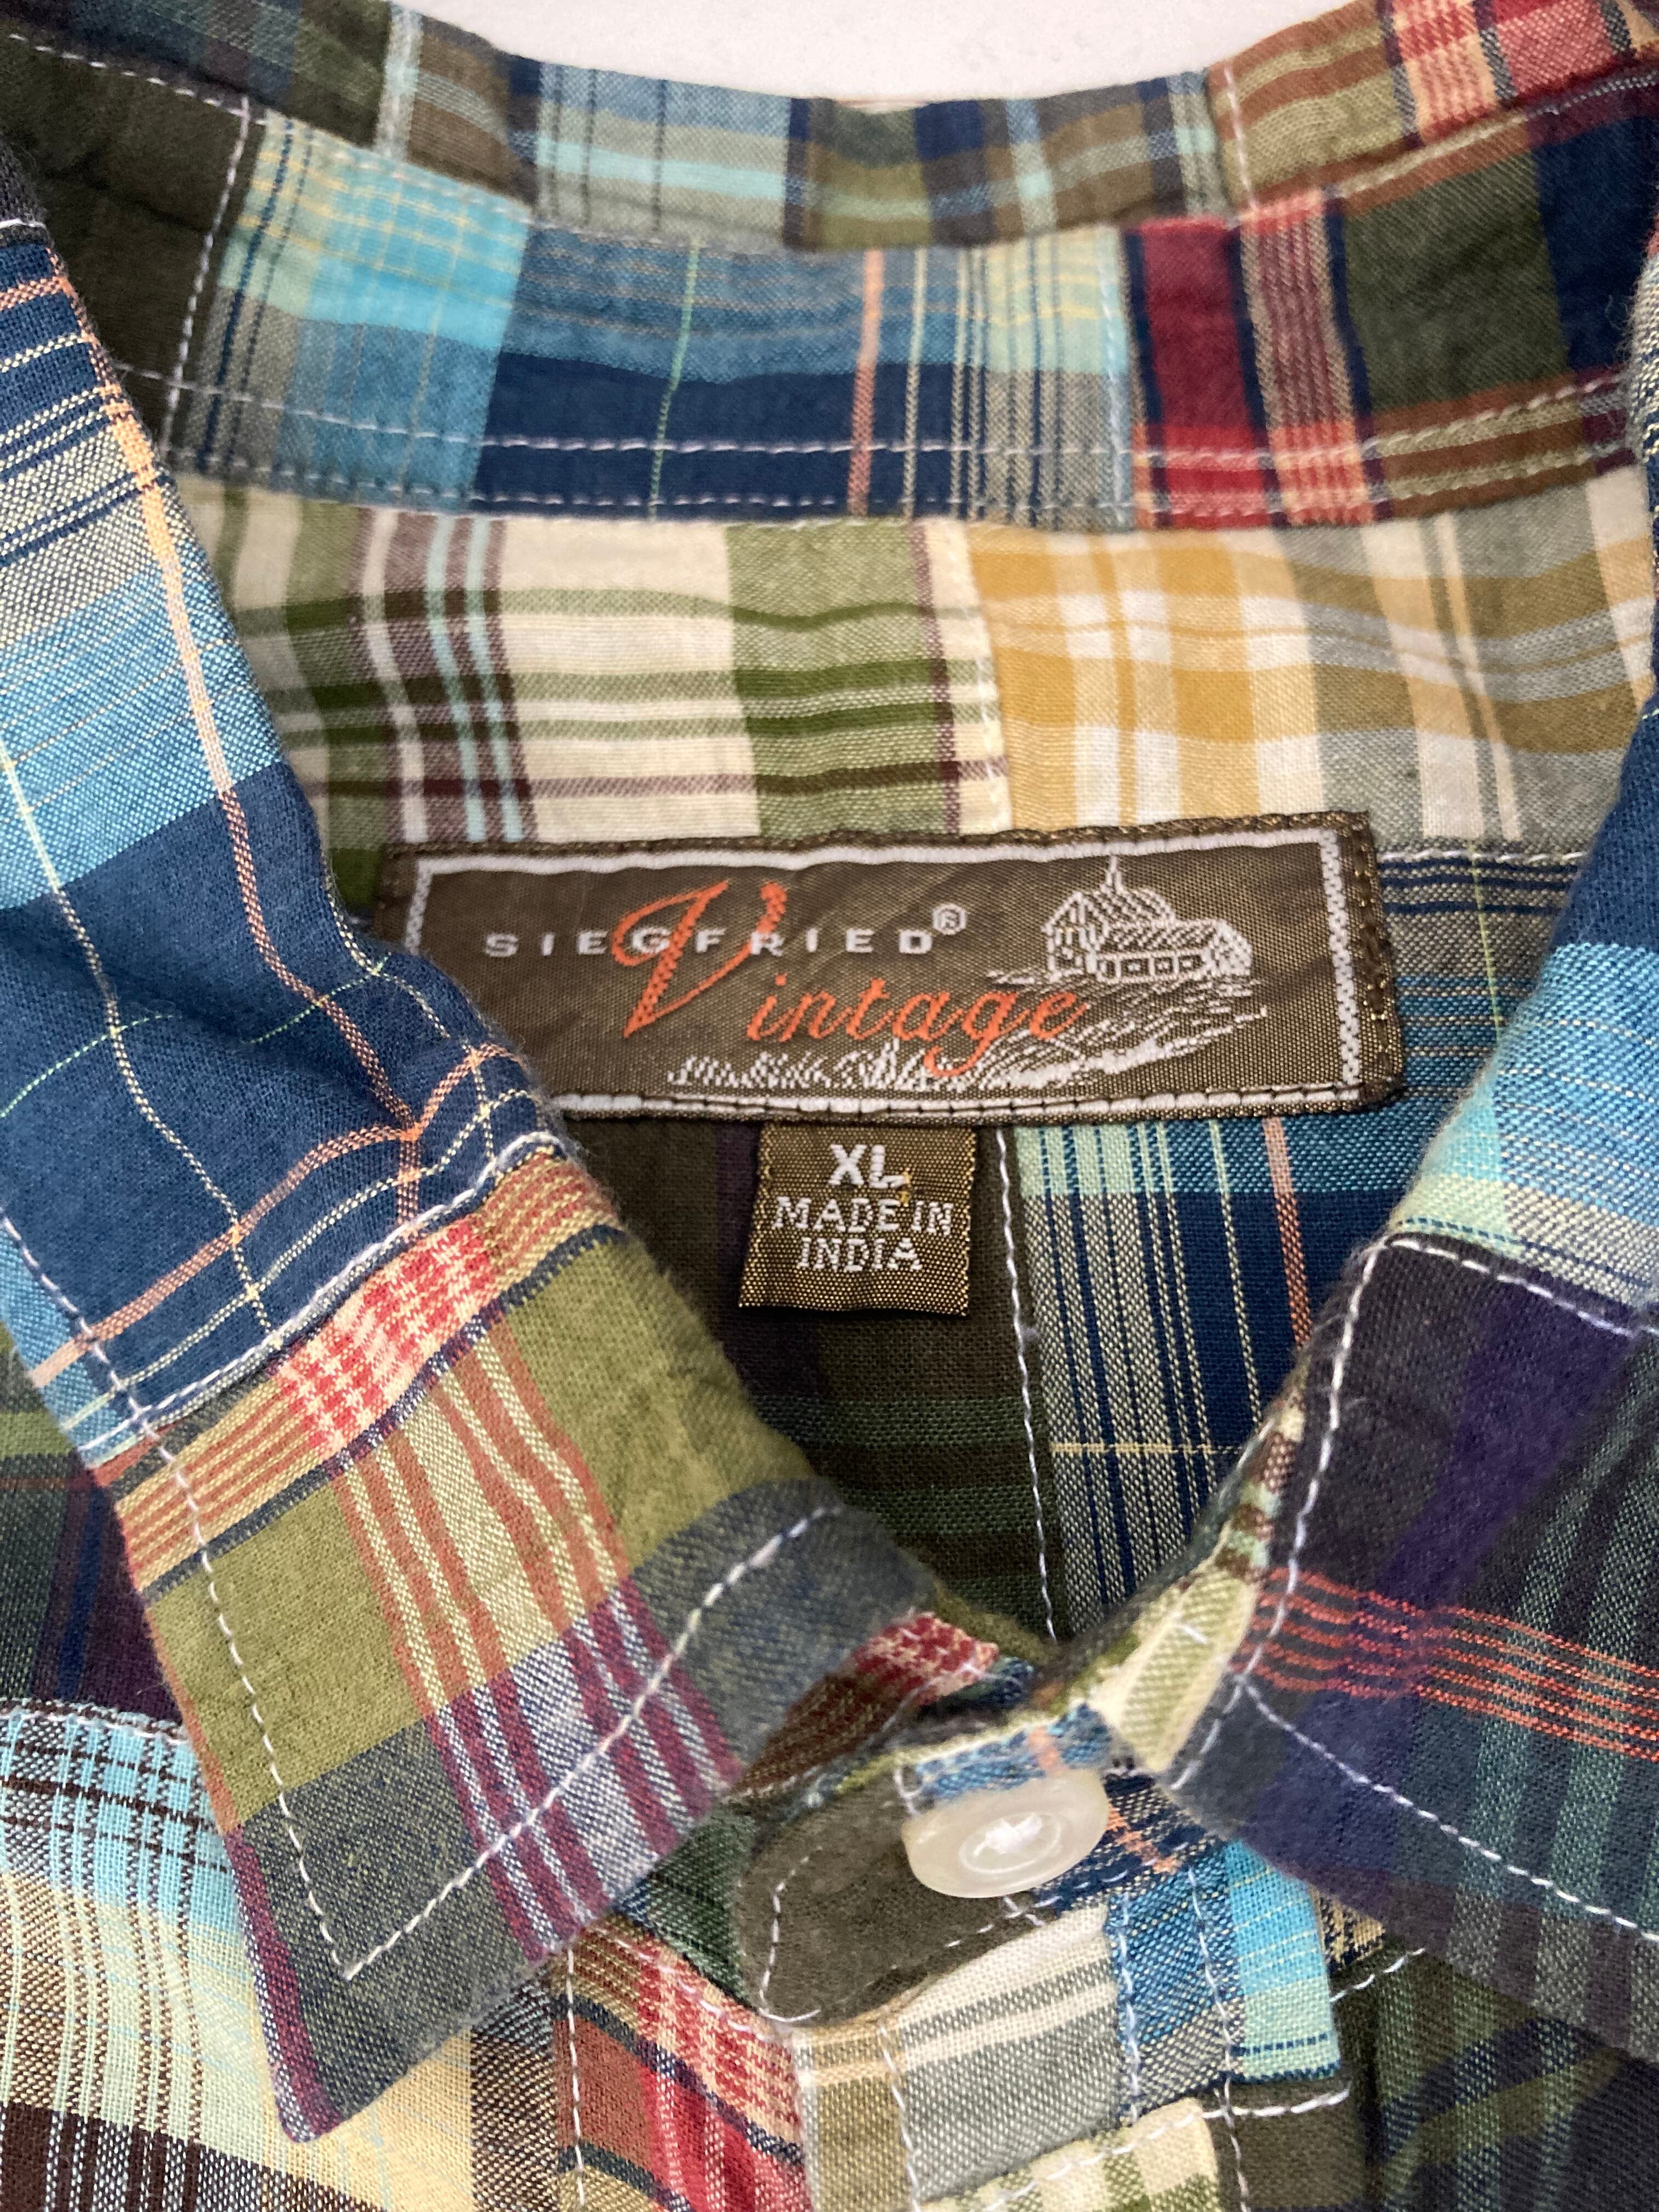 SIEGFRIED®
Vintage
XL
MADE IN
INDIA